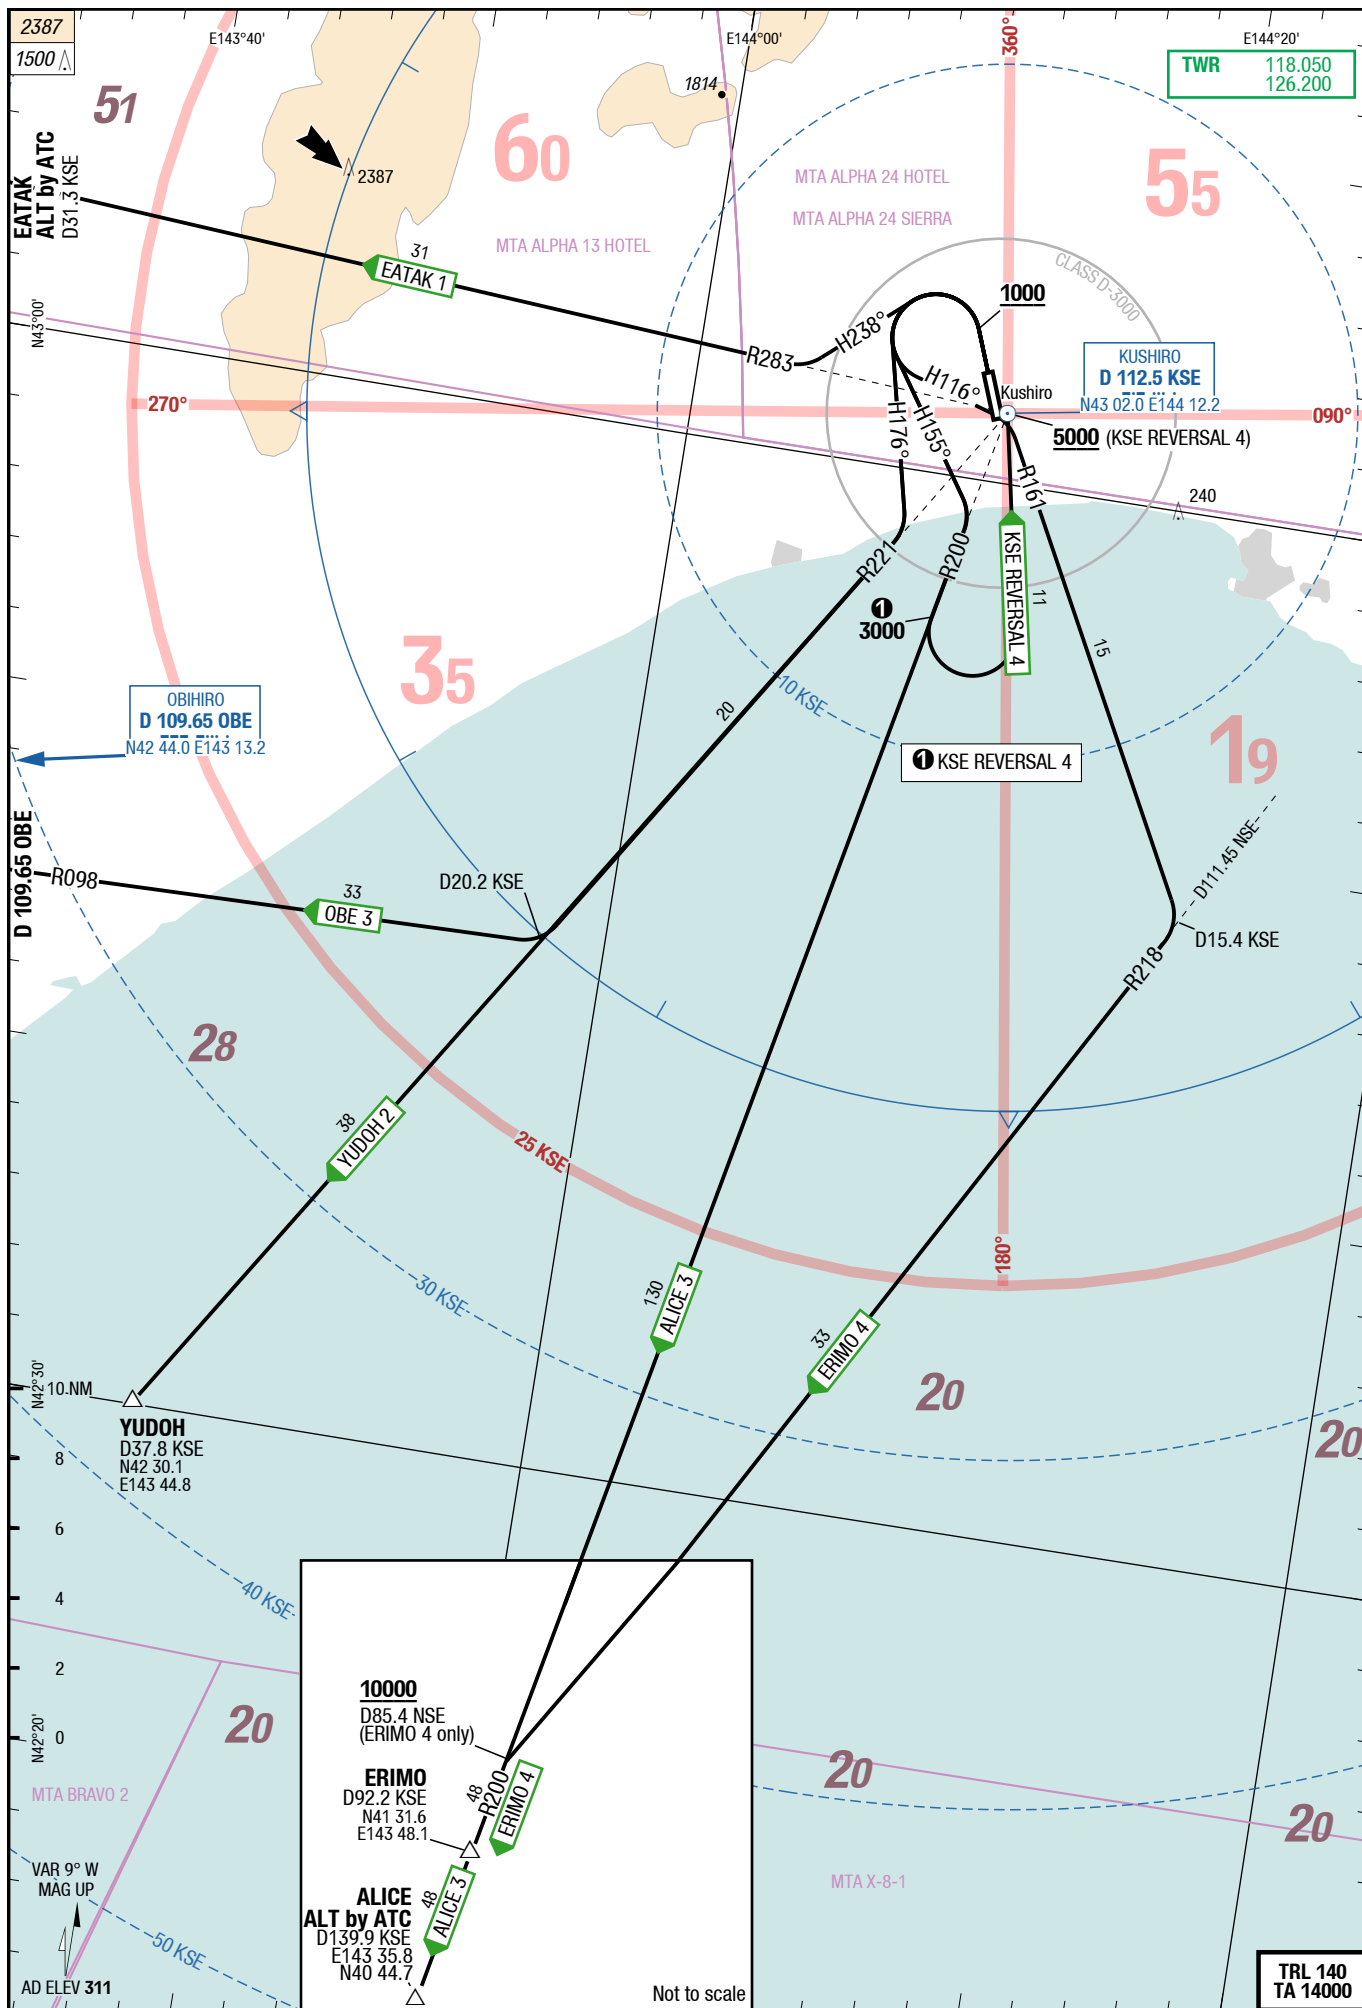 2387
1500
E143°40'
E144°00'
360°
E144°20'
TWR 118.050
126.200
51
60
55
1814
2387
EATAK
ALT by ATC
D31.3 KSE
MTA ALPHA 24 HOTEL
MTA ALPHA 24 SIERRA
MTA ALPHA 13 HOTEL
31
EATAK 1
CLASS D-3000
1000
N43°00'
R283
H238°
H116°
H176°
H155°
Kushiro
KUSHIRO
D 112.5 KSE
N43 02.0 E144 12.2
270°
090°
5000 (KSE REVERSAL 4)
R161
240
R221
R200
KSE REVERSAL 4
11
1
3000
15
35
OBIHIRO
D 109.65 OBE
N42 44.0 E143 13.2
10 KSE
20
1 KSE REVERSAL 4
19
D 109.65 OBE
R098
33
OBE 3
D20.2 KSE
D111.45 NSE
D15.4 KSE
R218
28
38
YUDOH 2
25 KSE
180°
30 KSE
130
ALICE 3
33
ERIMO 4
20
20
N42°30'
10 NM
YUDOH
D37.8 KSE
N42 30.1
E143 44.8
8
6
4
2
0
40 KSE
N42°20'
20
10000
D85.4 NSE
(ERIMO 4 only)
ERIMO
D92.2 KSE
N41 31.6
E143 48.1
48
R200
ERIMO 4
20
20
MTA BRAVO 2
MTA X-8-1
VAR 9° W
MAG UP
ALICE
ALT by ATC
D139.9 KSE
E143 35.8
N40 44.7
48
ALICE 3
50 KSE
AD ELEV 311
Not to scale
TRL 140
TA 14000